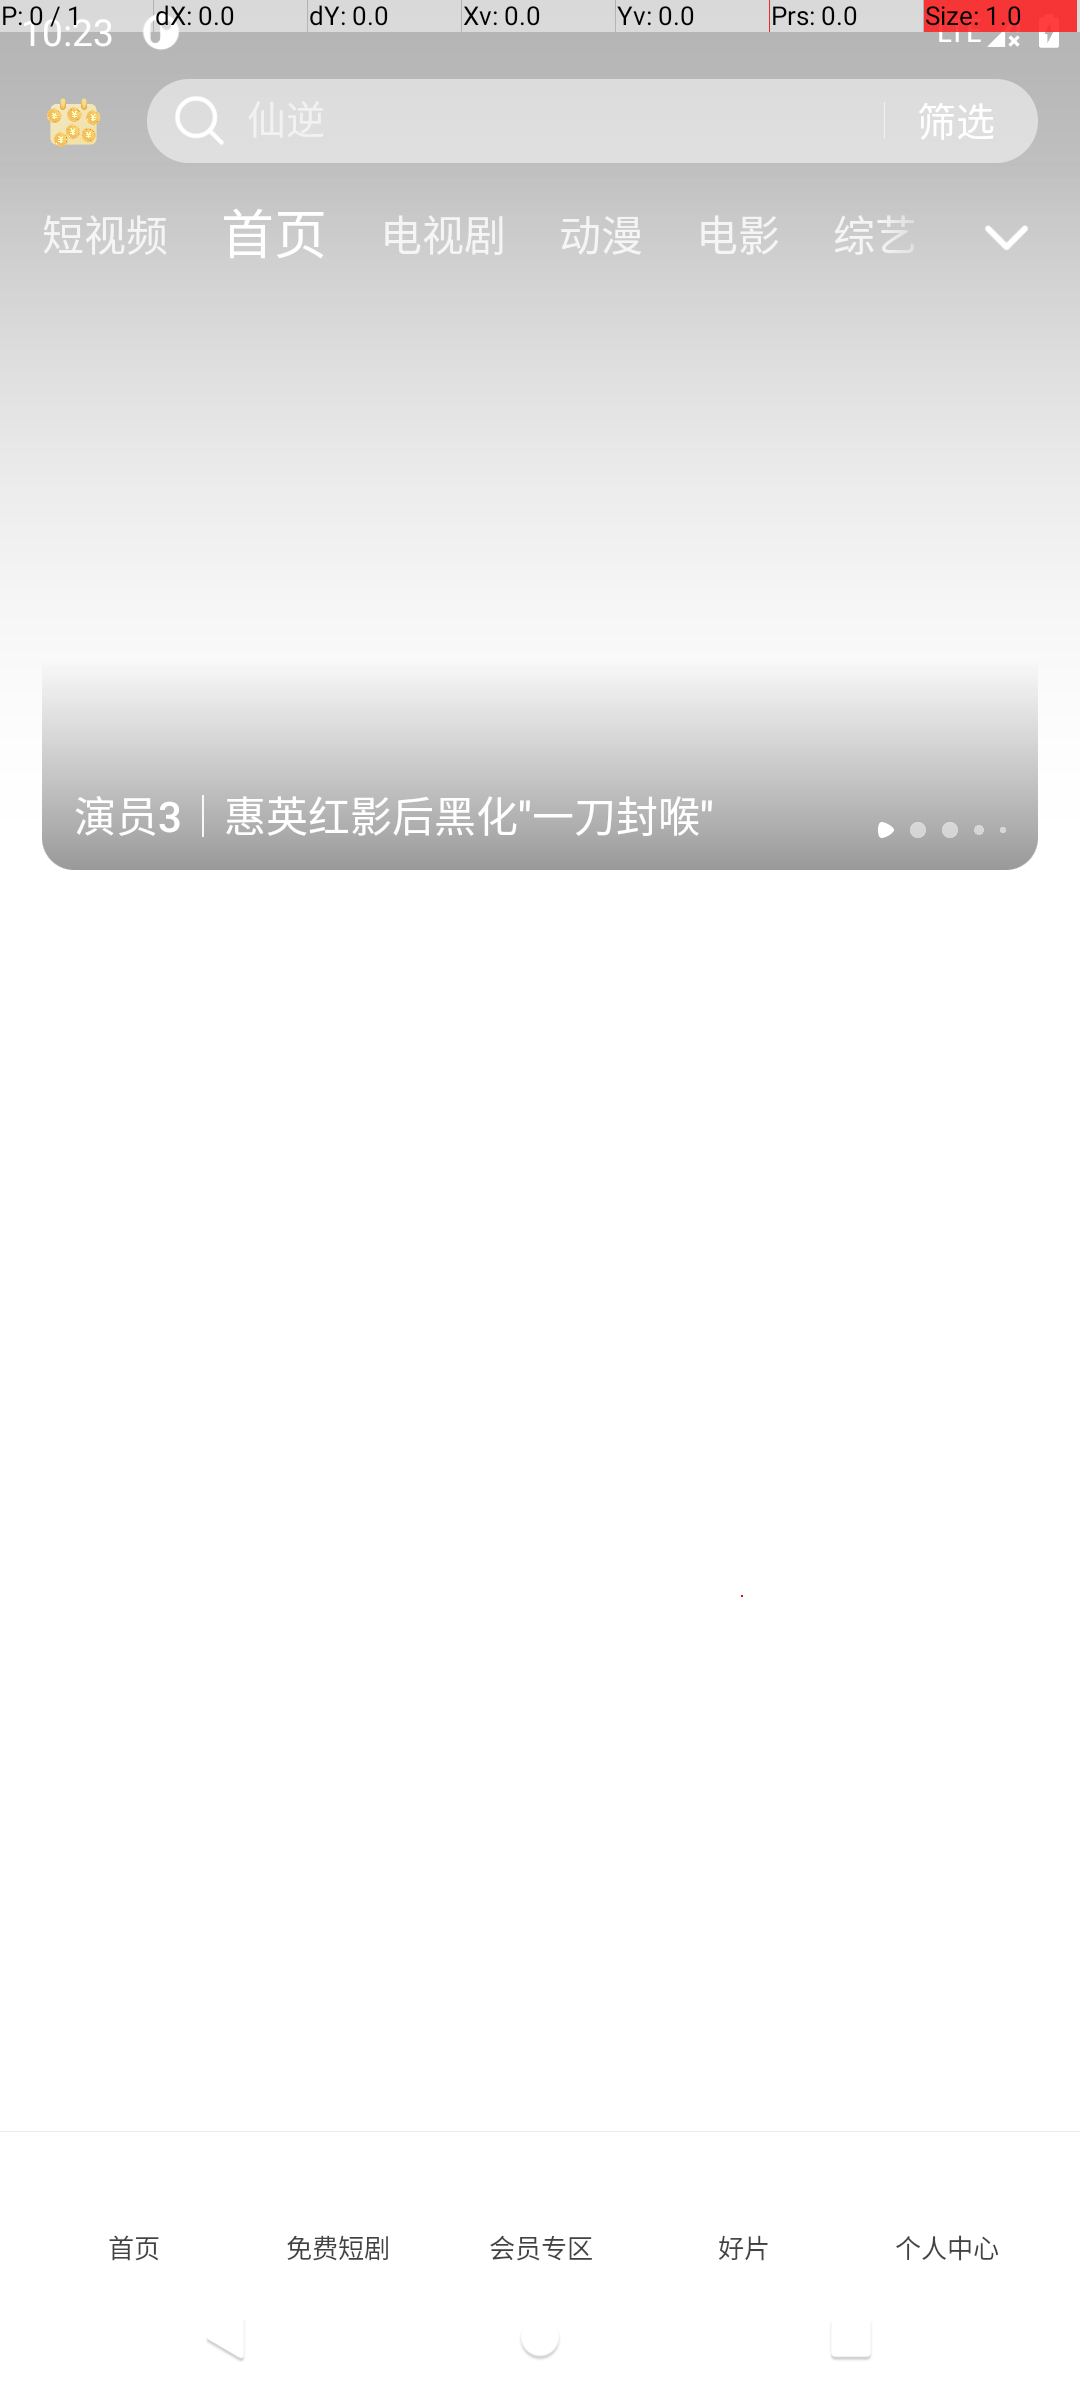 P: 0 / 1 dX: 0.0 dY: 0.0 Xv: 0.0 Yv: 0.0 Prs: 0.0 Size: 1.0
10:23 LTE
仙逆 筛选
短视频 首页 电视剧 动漫 电影 综艺
演员3｜惠英红影后黑化"一刀封喉"
首页 免费短剧 会员专区 好片 个人中心